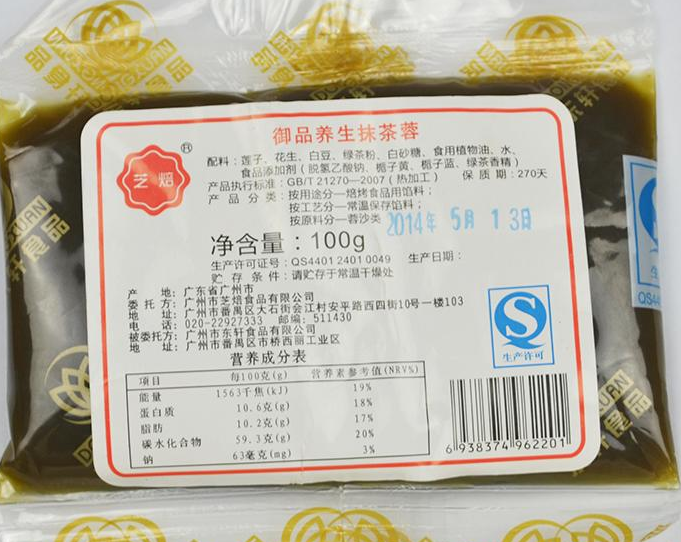 御品养生抹茶蓉
芝焙
®
配料：莲子、花生、白豆、绿茶粉、白砂糖、食用植物油、水、
食品添加剂（脱氢乙酸钠、栀子黄、栀子蓝、绿茶香精）
产品执行标准：GB/T 21270—2007（热加工） 保质期：270天
产品分类：按用途分—焙烤食品用馅料；
按工艺分—常温保存馅料；
按原料分—蓉沙类
2014年 5月 13日
净含量：100g
生产许可证号：QS4401 2401 0049 生产日期：
贮存条件：请贮存于常温干燥处
产地：广东省广州市
委托方：广州市芝焙食品有限公司
地址：广州市番禺区大石街会江村安平路西四街10号一楼103
电话：020-22927333 邮编：511430
被委托方：广州市东轩食品有限公司
地址：广州市番禺区市桥西丽工业区
营养成分表
项目 每100克(g) 营养素参考值(NRV%)
能量 1563千焦(kJ) 19%
蛋白质 10.6克(g) 18%
脂肪 10.2克(g) 17%
碳水化合物 59.3克(g) 20%
钠 63毫克(mg) 3%
生产许可
6 938374 962201
QS44